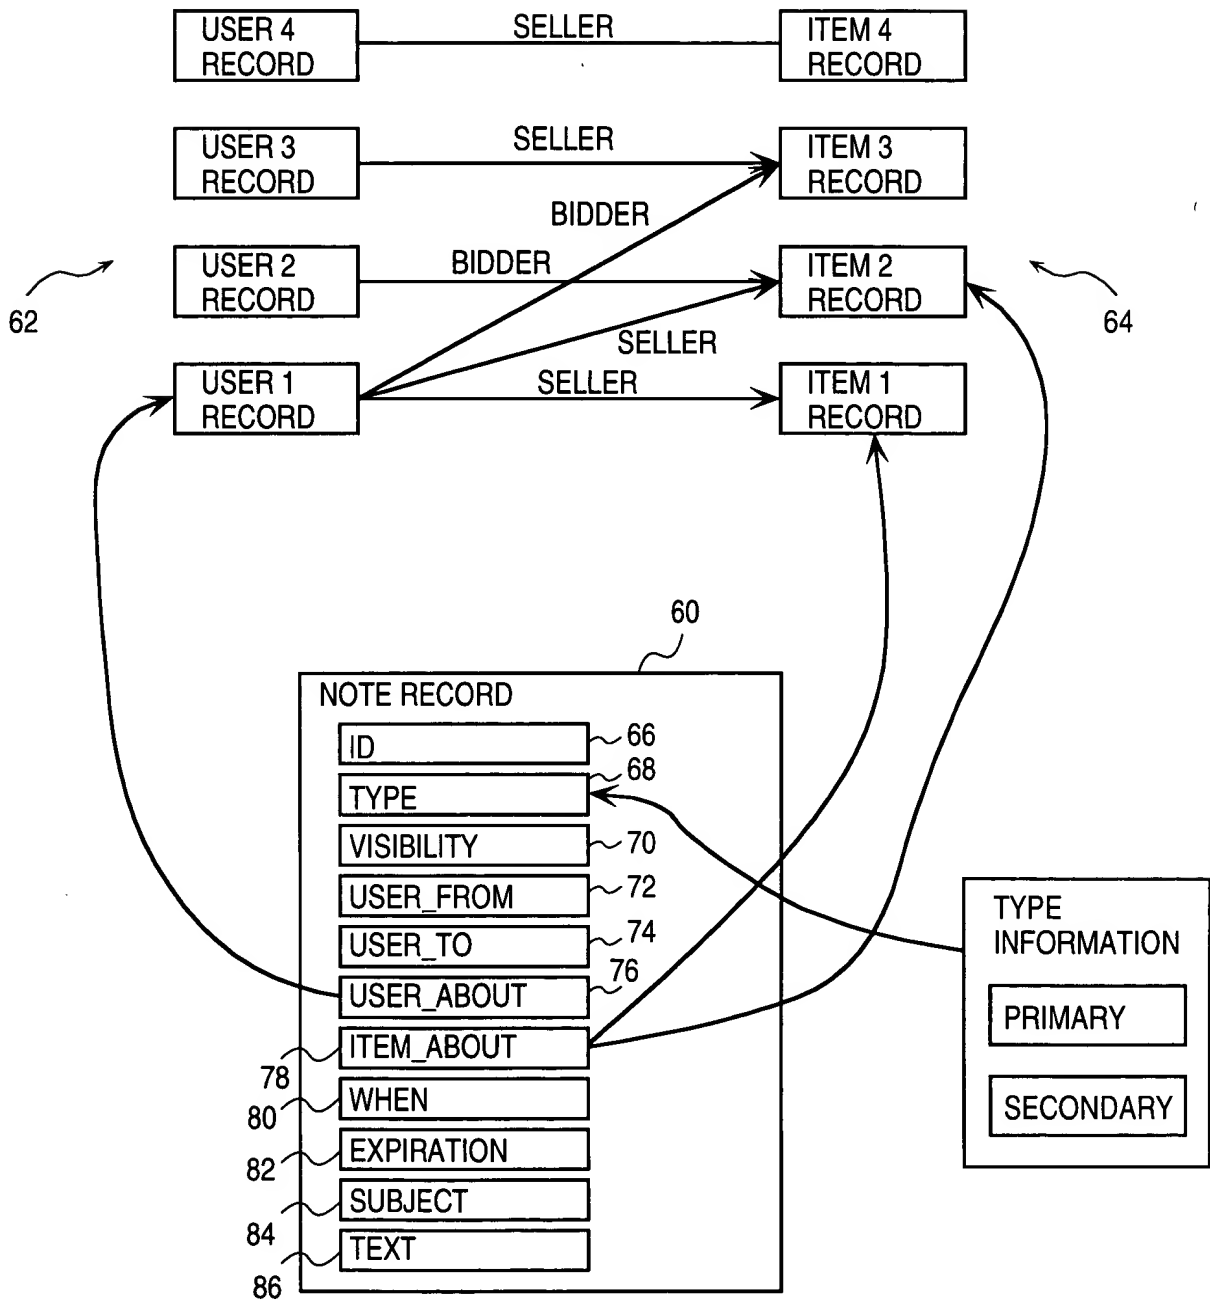 USER 4
RECORD
SELLER
ITEM 4
RECORD
USER 3
RECORD
SELLER
ITEM 3
RECORD
BIDDER
USER 2
RECORD
BIDDER
ITEM 2
RECORD
62
64
SELLER
USER 1
RECORD
SELLER
ITEM 1
RECORD
60
NOTE RECORD
ID
66
TYPE
68
VISIBILITY
70
USER_FROM
72
USER_TO
74
USER_ABOUT
76
ITEM_ABOUT
78
WHEN
80
EXPIRATION
82
SUBJECT
84
TEXT
86
TYPE
INFORMATION
PRIMARY
SECONDARY